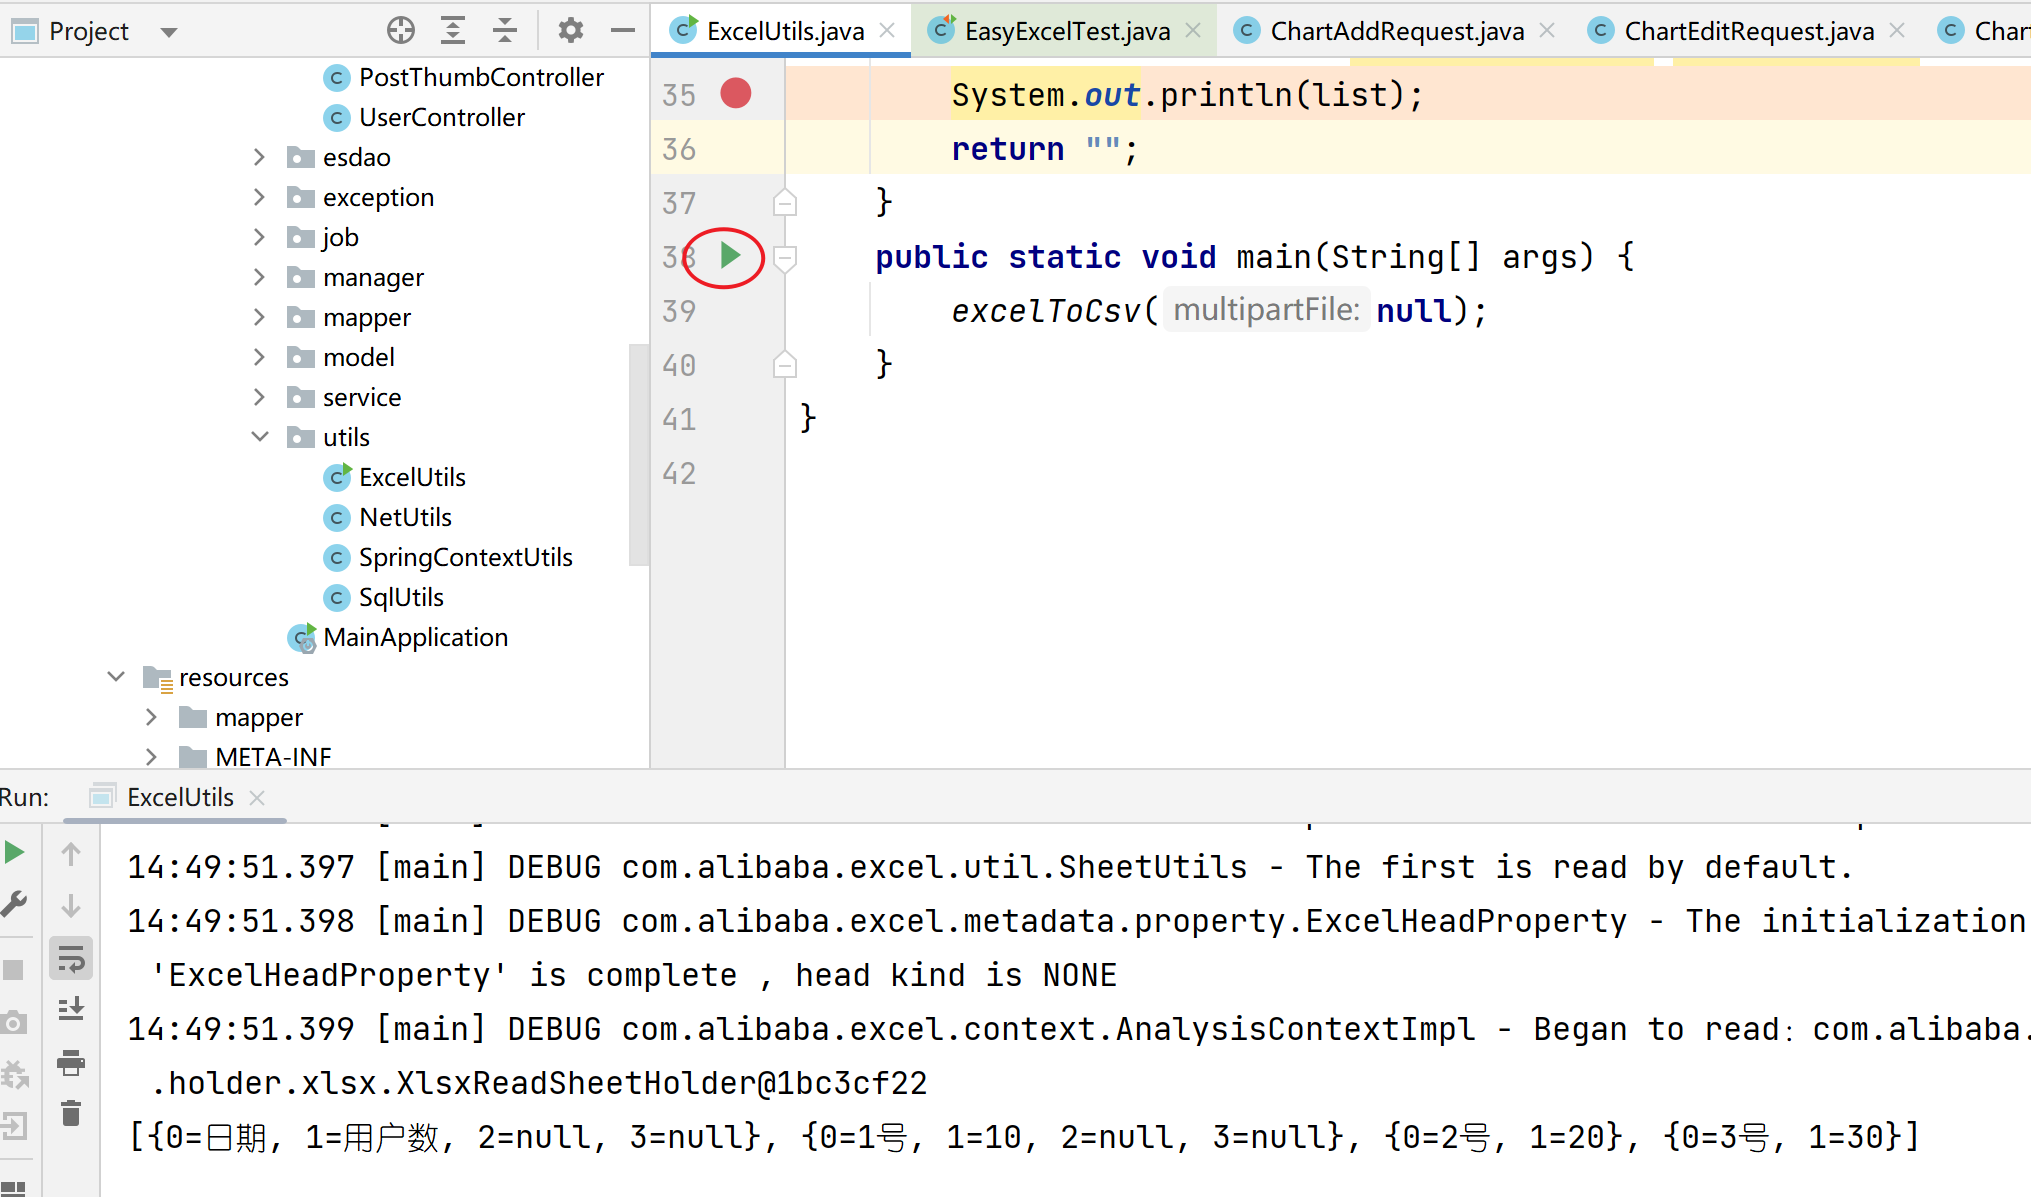 Project
ExcelUtils.java
EasyExcelTest.java
ChartAddRequest.java
ChartEditRequest.java
PostThumbController
UserController
esdao
exception
job
manager
mapper
model
service
utils
ExcelUtils
NetUtils
SpringContextUtils
SqlUtils
MainApplication
resources
mapper
META-INF
35 System.out.println(list);
36 return "";
37 }
38 public static void main(String[] args) {
39 excelToCsv( multipartFile: null);
40 }
41 }
42
Run: ExcelUtils
14:49:51.397 [main] DEBUG com.alibaba.excel.util.SheetUtils - The first is read by default.
14:49:51.398 [main] DEBUG com.alibaba.excel.metadata.property.ExcelHeadProperty - The initialization
'ExcelHeadProperty' is complete , head kind is NONE
14:49:51.399 [main] DEBUG com.alibaba.excel.context.AnalysisContextImpl - Began to read：com.alibaba.
.holder.xlsx.XlsxReadSheetHolder@1bc3cf22
[{0=日期, 1=用户数, 2=null, 3=null}, {0=1号, 1=10, 2=null, 3=null}, {0=2号, 1=20}, {0=3号, 1=30}]